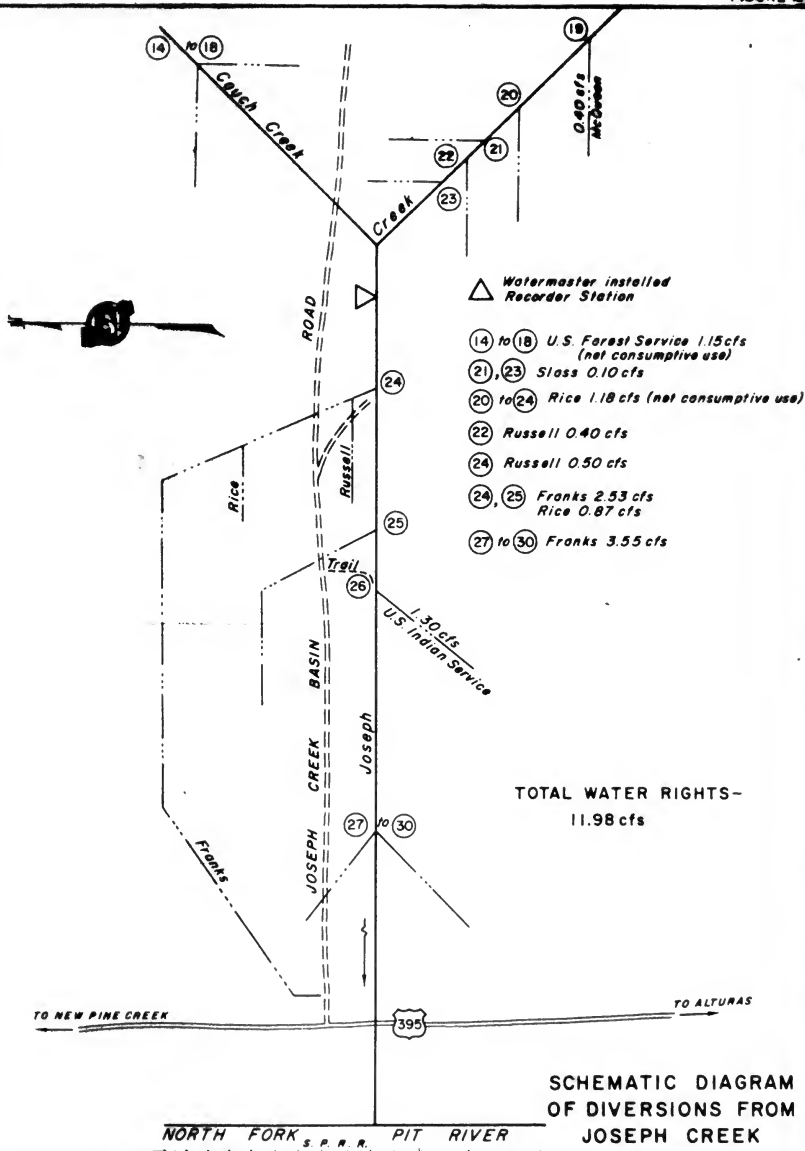 14 to 18
Couch Creek
19
0.40 cfs
McQueen
20
21
22
23
Creek
Watermaster installed
Recorder Station
14 to 18 U.S. Forest Service 1.15 cfs
(net consumptive use)
21, 23 Sloss 0.10 cfs
20 to 24 Rice 1.18 cfs (net consumptive use)
22 Russell 0.40 cfs
24 Russell 0.50 cfs
24, 25 Franks 2.53 cfs
Rice 0.87 cfs
27 to 30 Franks 3.55 cfs
ROAD
24
Rice
Russell
25
Trail
26
1.30 cfs
U.S. Indian Service
BASIN
CREEK
JOSEPH
Joseph
TOTAL WATER RIGHTS-
11.98 cfs
27 to 30
Franks
TO NEW PINE CREEK
395
TO ALTURAS
SCHEMATIC DIAGRAM
OF DIVERSIONS FROM
JOSEPH CREEK
NORTH FORK S. P. R. R. PIT RIVER